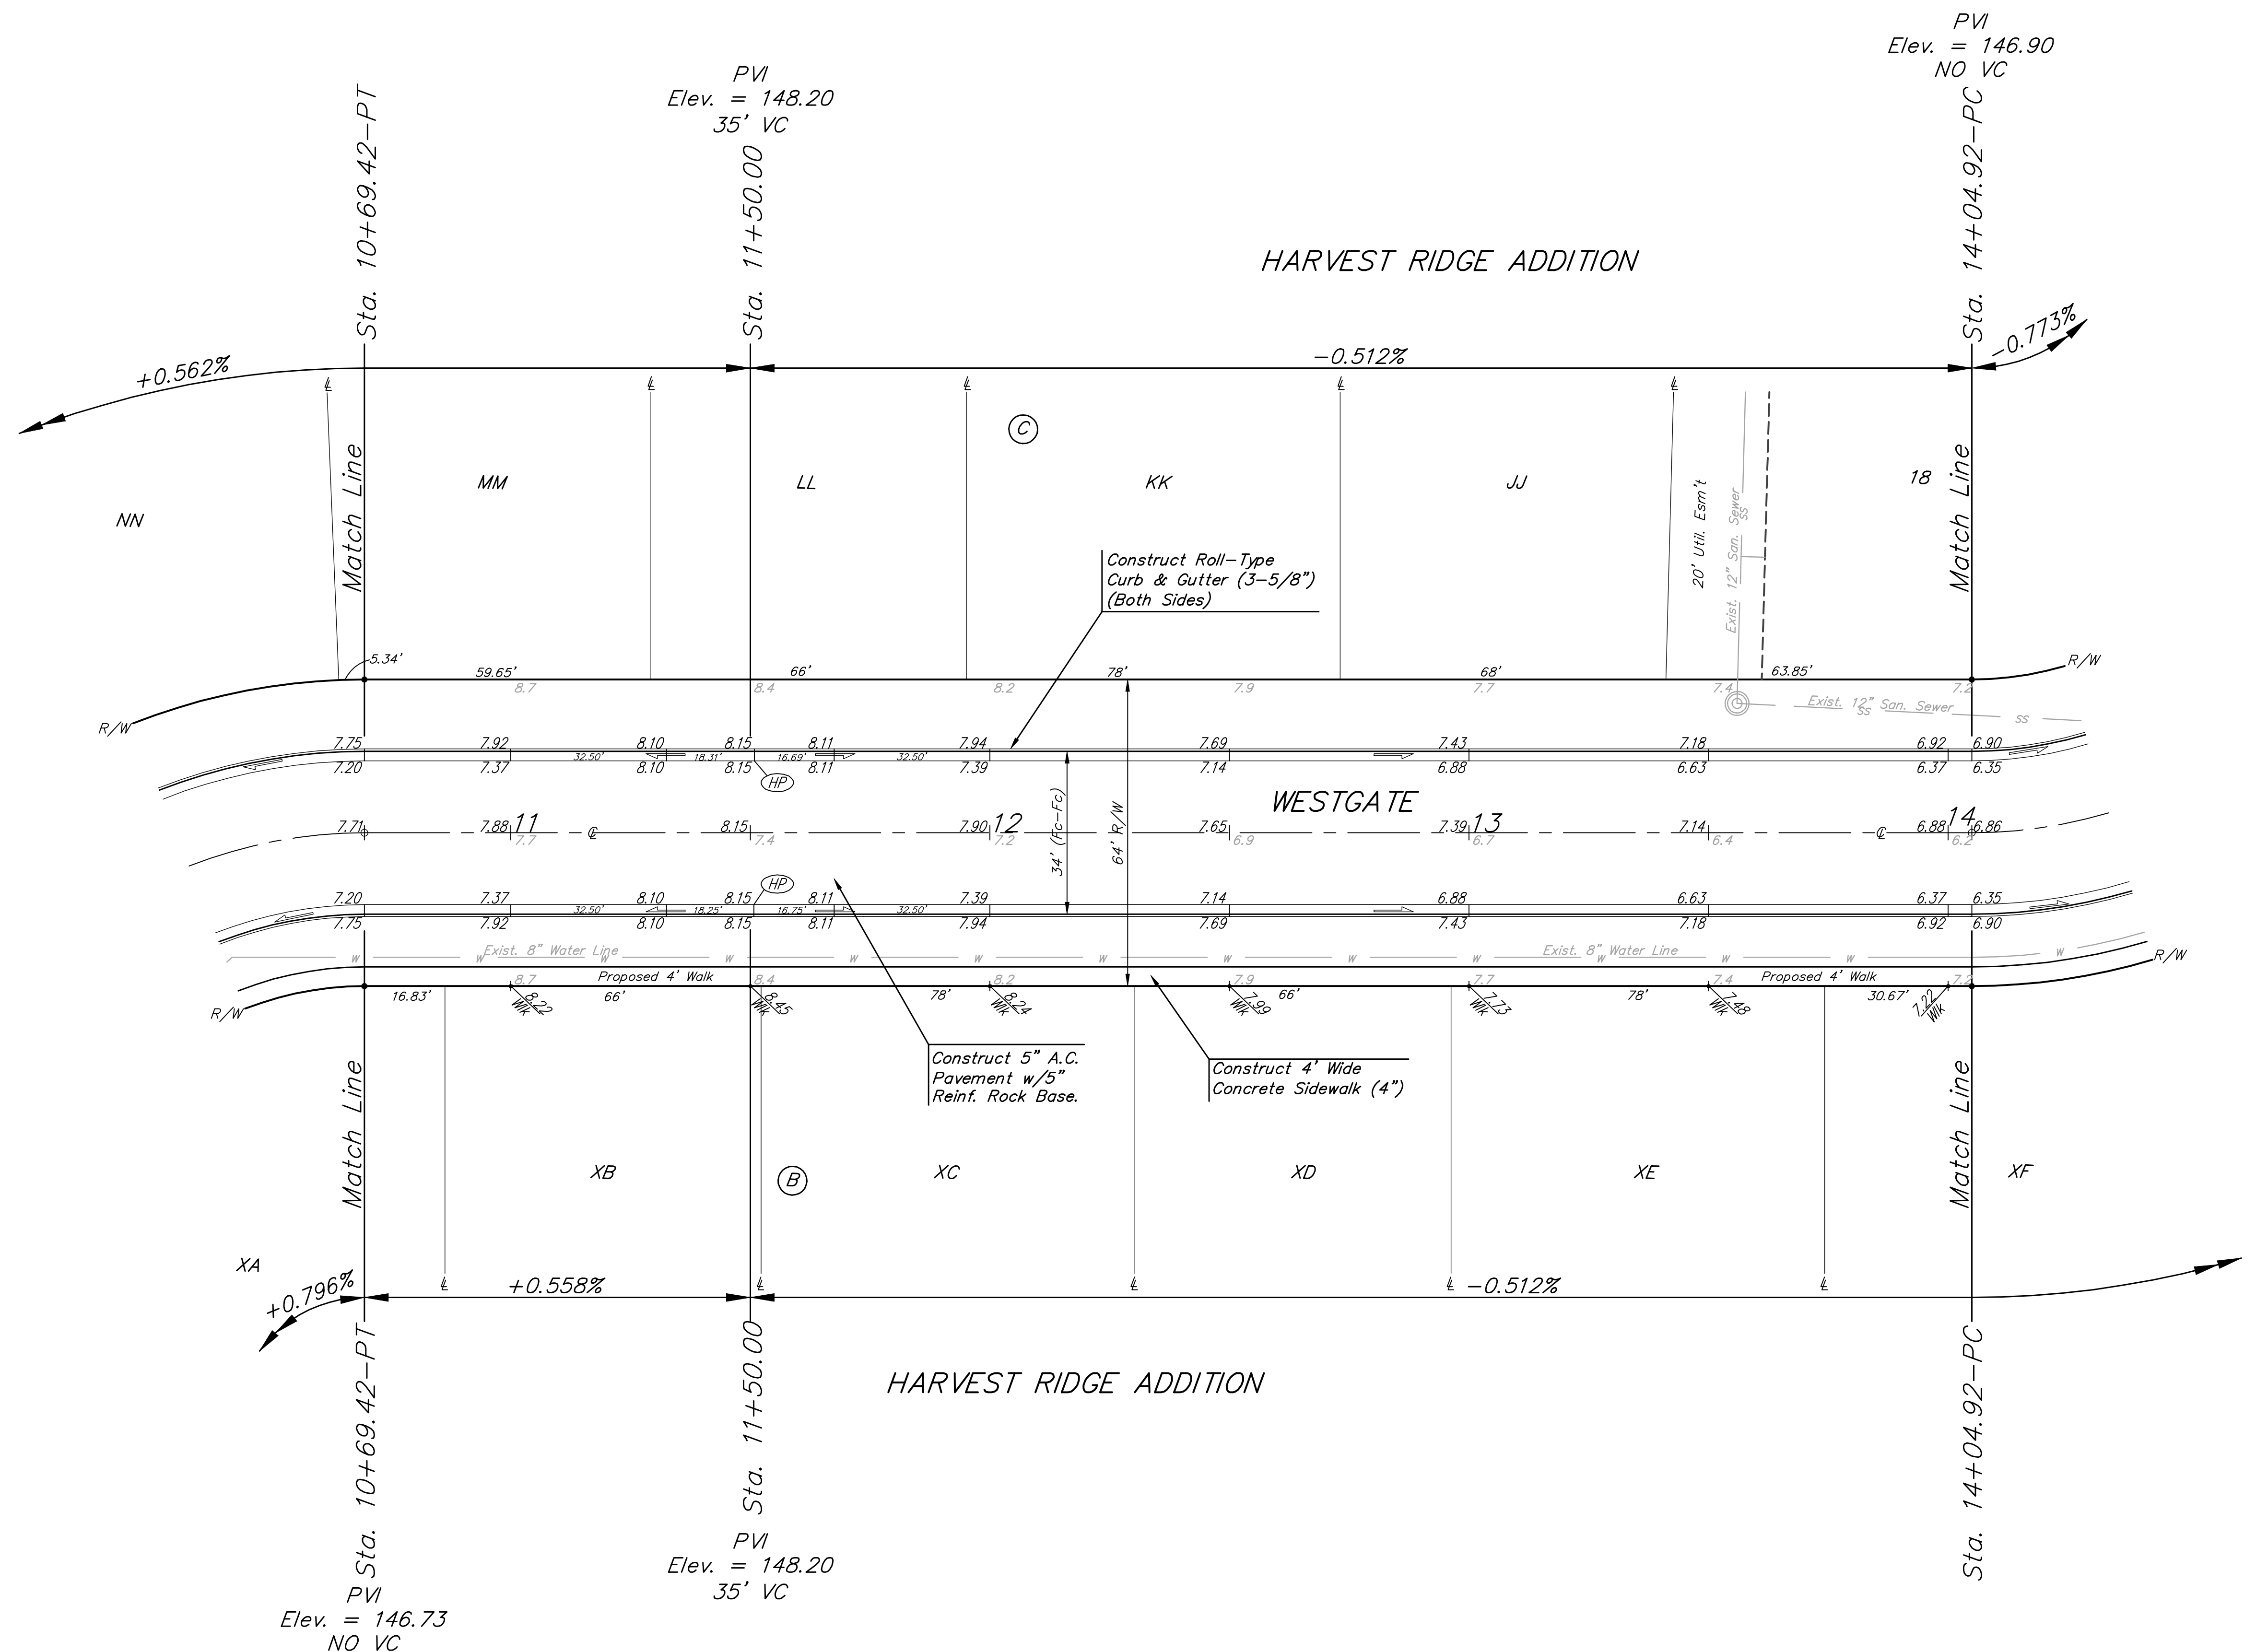 PVI
Elev. = 146.90
NO VC
PVI
Elev. = 148.20
35' VC
Sta. 10+69.42-PT
Sta. 11+50.00
Sta. 14+04.92-PC
HARVEST RIDGE ADDITION
+0.562%
-0.512%
-0.773%
Match Line
Match Line
C
NN
MM
LL
KK
JJ
18
20' Util. Esm't
Exist. 12" San. Sewer
SS
Construct Roll-Type
Curb & Gutter (3-5/8")
(Both Sides)
5.34'
59.65'
66'
78'
68'
63.85'
R/W
8.7
8.4
8.2
7.9
7.7
7.4
7.2
R/W
Exist. 12" San. Sewer
SS
SS
7.75
7.92
8.10
8.15
8.11
7.94
7.69
7.43
7.18
6.92
6.90
32.50'
18.31'
16.69'
32.50'
7.20
7.37
8.10
8.15
8.11
7.39
7.14
6.88
6.63
6.37
6.35
HP
34' (Fc-Fc)
64' R/W
WESTGATE
7.71
7.88
11
8.15
7.90
12
7.65
7.39
13
7.14
6.88
14
6.86
7.7
7.4
7.2
6.9
6.7
6.4
6.2
HP
7.20
7.37
8.10
8.15
8.11
7.39
7.14
6.88
6.63
6.37
6.35
32.50'
18.25'
16.75'
32.50'
7.75
7.92
8.10
8.15
8.11
7.94
7.69
7.43
7.18
6.92
6.90
Exist. 8" Water Line
Exist. 8" Water Line
W W W W W W W W W W W W W W W
R/W
Proposed 4' Walk
Proposed 4' Walk
8.7
8.4
8.2
7.9
7.7
7.4
7.2
16.83'
66'
78'
66'
78'
30.67'
R/W
8.22
Wlk
8.45
Wlk
8.24
Wlk
7.99
Wlk
7.73
Wlk
7.48
Wlk
7.22
Wlk
Construct 5" A.C.
Pavement w/5"
Reinf. Rock Base.
Construct 4' Wide
Concrete Sidewalk (4")
Match Line
Match Line
XA
XB
B
XC
XD
XE
XF
+0.796%
+0.558%
-0.512%
HARVEST RIDGE ADDITION
Sta. 10+69.42-PT
Sta. 11+50.00
Sta. 14+04.92-PC
PVI
Elev. = 148.20
35' VC
PVI
Elev. = 146.73
NO VC